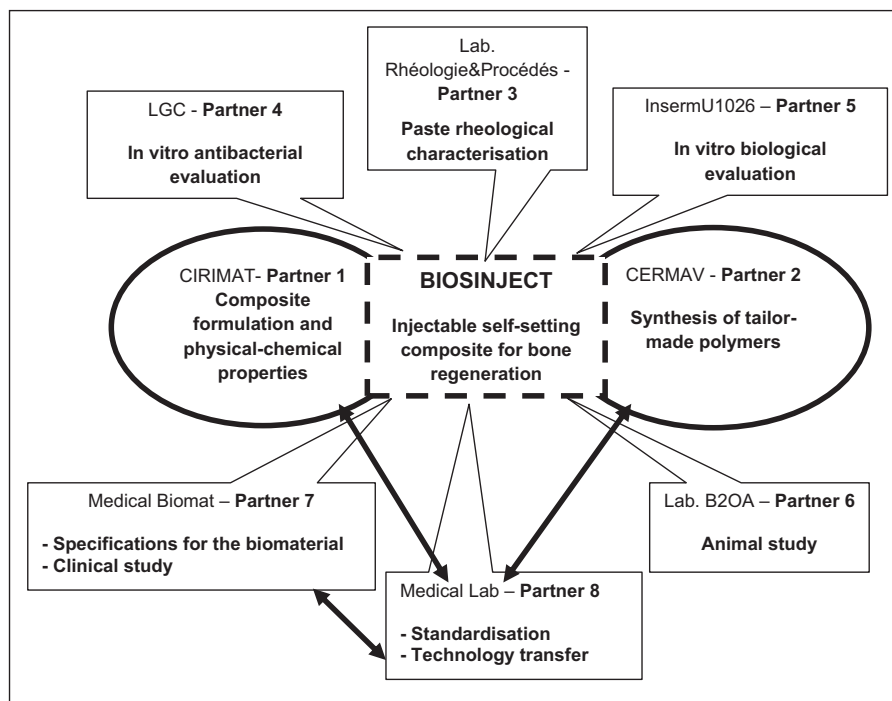 Lab.
Rhéologie&Procédés -
Partner 3
Paste rheological
characterisation
LGC - Partner 4
In vitro antibacterial
evaluation
InsermU1026 – Partner 5
In vitro biological
evaluation
CIRIMAT- Partner 1
Composite
formulation and
physical-chemical
properties
BIOSINJECT
Injectable self-setting
composite for bone
regeneration
CERMAV - Partner 2
Synthesis of tailor-
made polymers
Medical Biomat – Partner 7
- Specifications for the biomaterial
- Clinical study
Medical Lab – Partner 8
- Standardisation
- Technology transfer
Lab. B2OA – Partner 6
Animal study